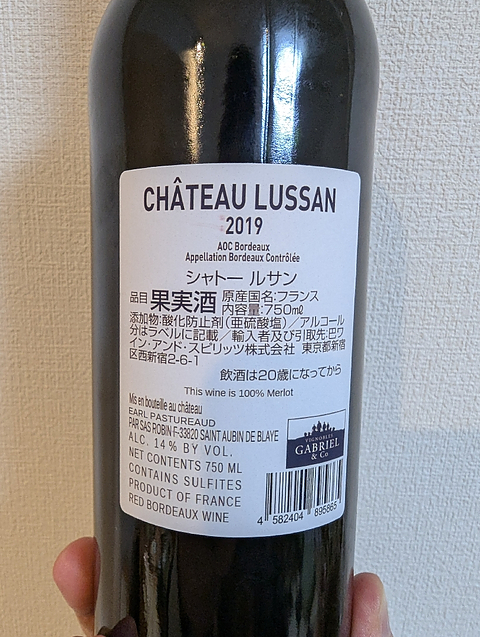 CHÂTEAU LUSSAN
2019
AOC Bordeaux
Appellation Bordeaux Contrôlée
シャトー ルサン
品目 果実酒 原産国名:フランス
内容量:750㎖
添加物:酸化防止剤(亜硫酸塩)/アルコール
分はラベルに記載/輸入者及び引取先:巴ワ
イン・アンド・スピリッツ株式会社 東京都新宿
区西新宿2-6-1
飲酒は20歳になってから
This wine is 100% Merlot
Mis en bouteille au château
EARL PASTUREAUD
PAR SAS ROBIN F-33820 SAINT AUBIN DE BLAYE
ALC. 14% BY VOL.
NET CONTENTS 750 ML
CONTAINS SULFITES
PRODUCT OF FRANCE
RED BORDEAUX WINE
VIGNOBLES
GABRIEL
& Co
4 582404 895865